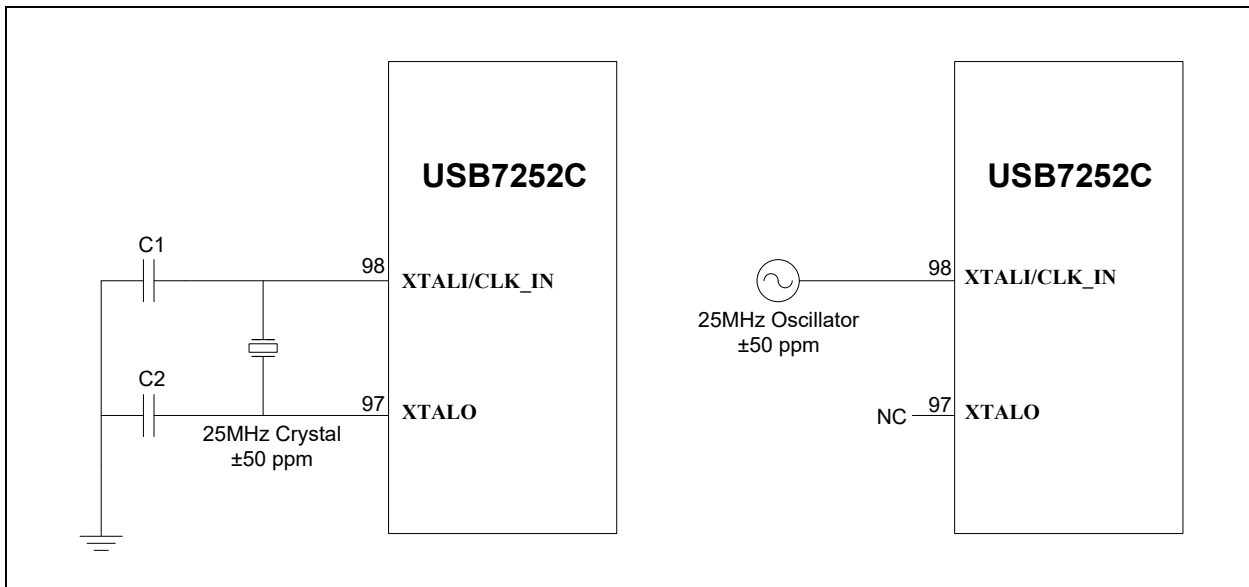 USB7252C
C1
98
XTALI/CLK_IN
C2
97
XTALO
25MHz Crystal
±50 ppm
USB7252C
98
XTALI/CLK_IN
25MHz Oscillator
±50 ppm
NC
97
XTALO